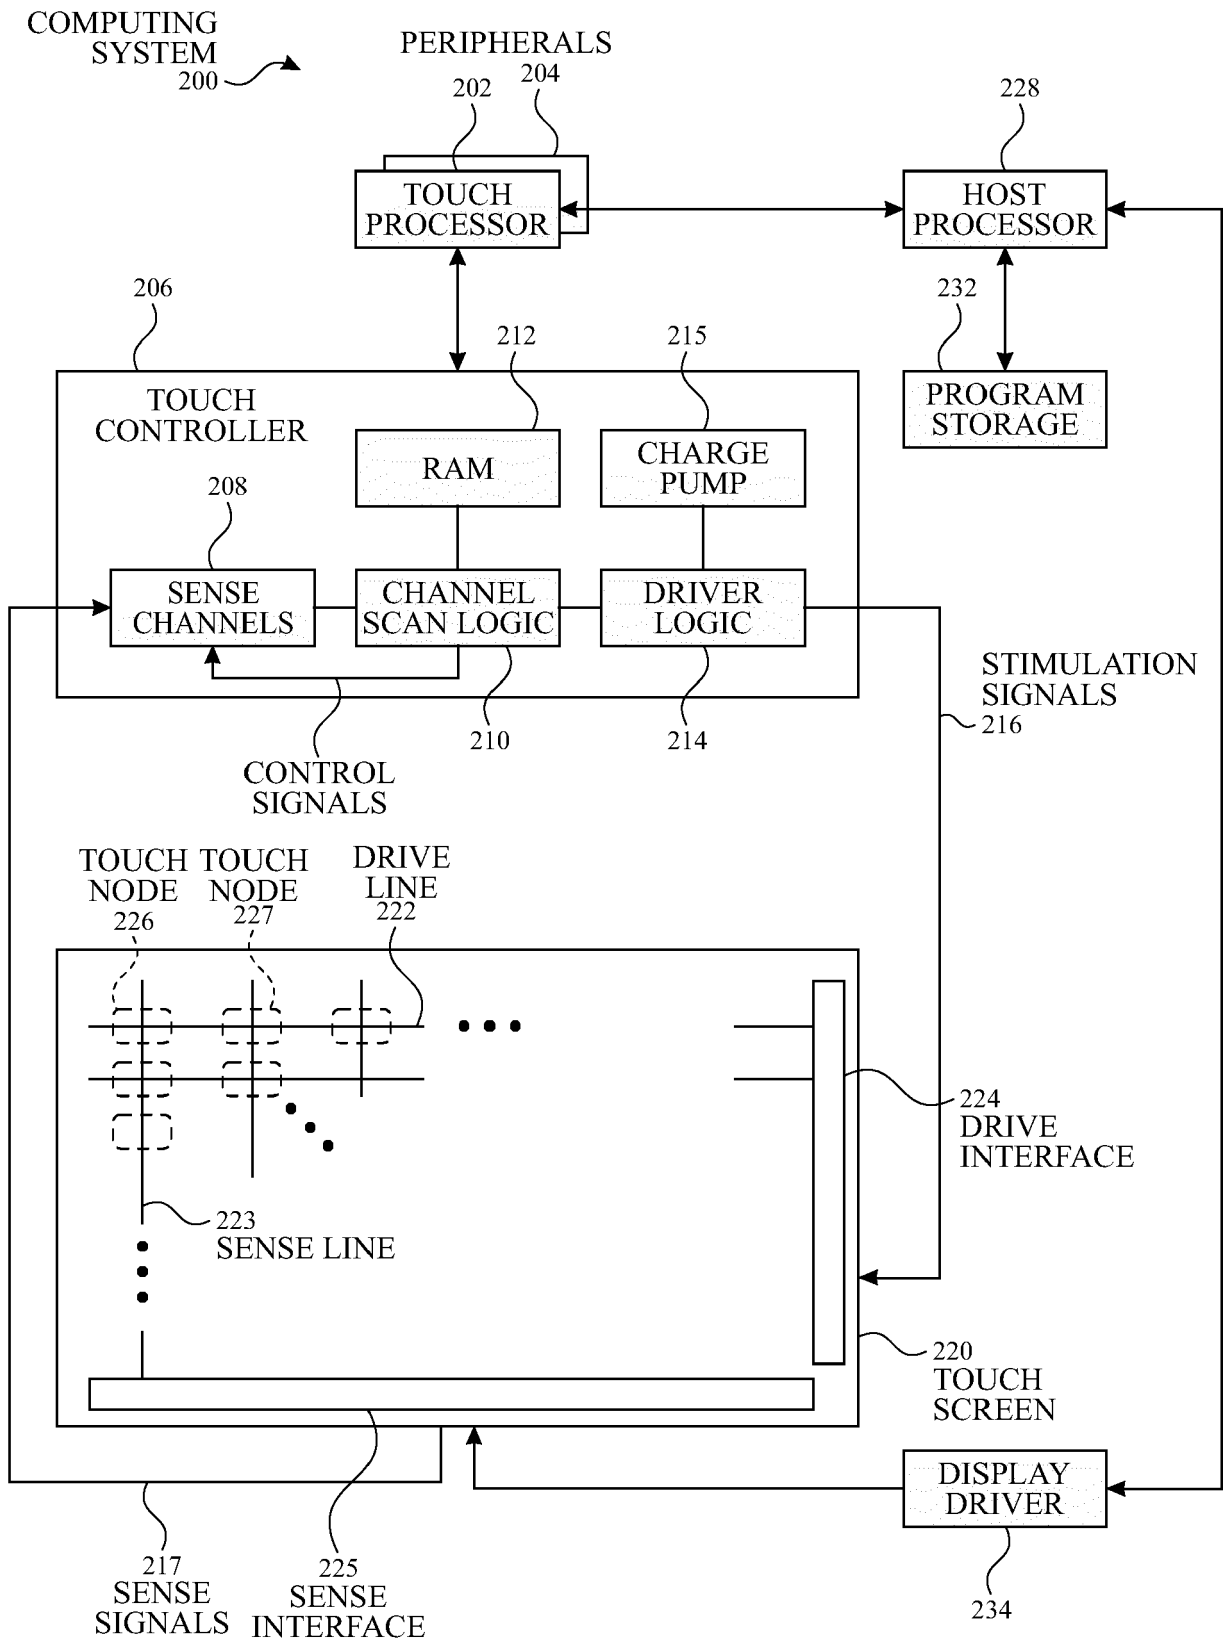 COMPUTING
SYSTEM
200
PERIPHERALS
204
202
228
TOUCH
PROCESSOR
HOST
PROCESSOR
206
232
212
215
TOUCH
CONTROLLER
PROGRAM
STORAGE
RAM
CHARGE
PUMP
208
SENSE
CHANNELS
CHANNEL
SCAN LOGIC
DRIVER
LOGIC
STIMULATION
SIGNALS
216
210
214
CONTROL
SIGNALS
TOUCH
NODE
226
TOUCH
NODE
227
DRIVE
LINE
222
224
DRIVE
INTERFACE
223
SENSE LINE
220
TOUCH
SCREEN
DISPLAY
DRIVER
234
217
SENSE
SIGNALS
225
SENSE
INTERFACE